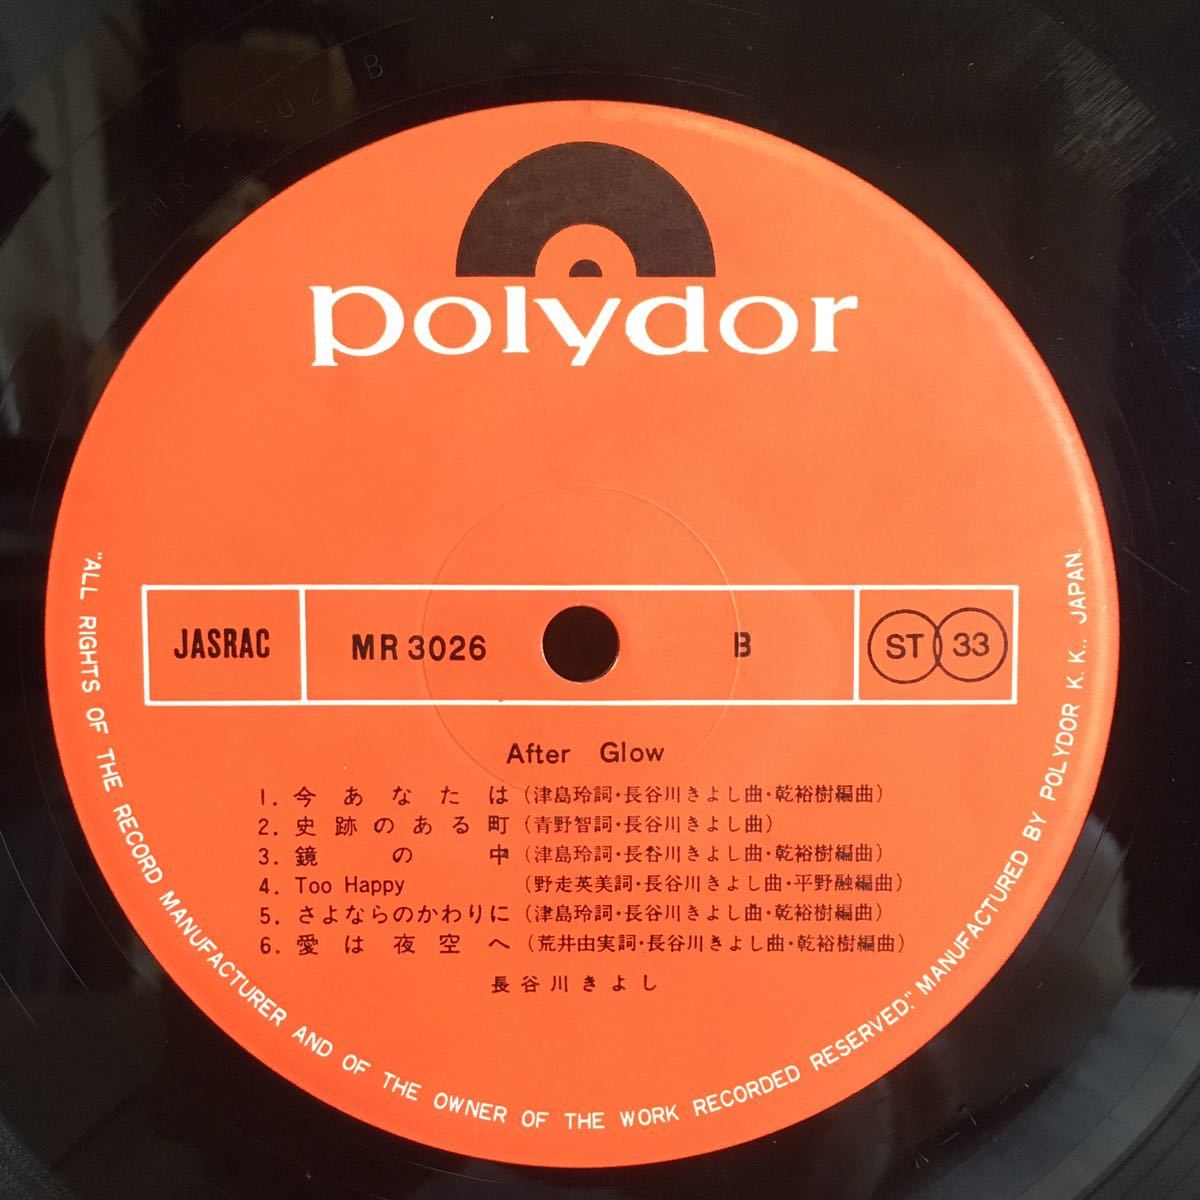 polydor
JASRAC
MR 3026
B
ST 33
After Glow
1. 今あなたは (津島玲詞・長谷川きよし曲・乾裕樹編曲)
2. 史跡のある町 (青野智詞・長谷川きよし曲)
3. 鏡の中 (津島玲詞・長谷川きよし曲・乾裕樹編曲)
4. Too Happy (野走英美詞・長谷川きよし曲・平野融編曲)
5. さよならのかわりに (津島玲詞・長谷川きよし曲・乾裕樹編曲)
6. 愛は夜空へ (荒井由実詞・長谷川きよし曲・乾裕樹編曲)
長谷川きよし
"ALL RIGHTS OF THE RECORD MANUFACTURER AND OF THE OWNER OF THE WORK RECORDED RESERVED." MANUFACTURED BY POLYDOR K.K., JAPAN.